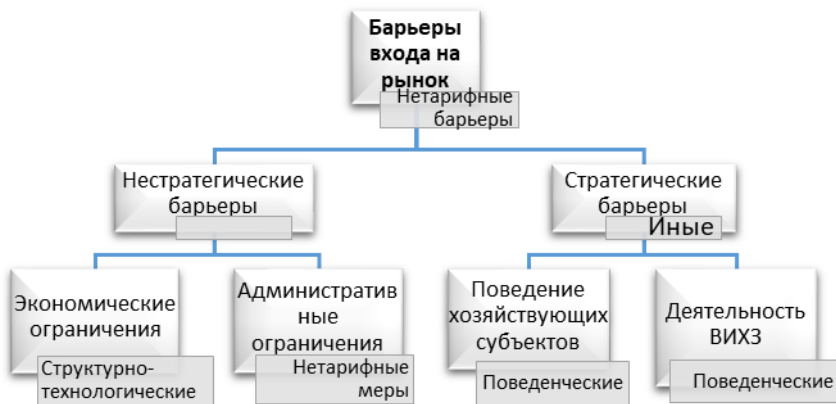 Барьеры
входа на
рынок
Нетарифные
барьеры
Нестратегические
барьеры
Стратегические
барьеры
Иные
Экономические
ограничения
Структурно-
технологические
Административ
ные
ограничения
Нетарифные
меры
Поведение
хозяйствующих
субъектов
Поведенческие
Деятельность
ВИХЗ
Поведенческие